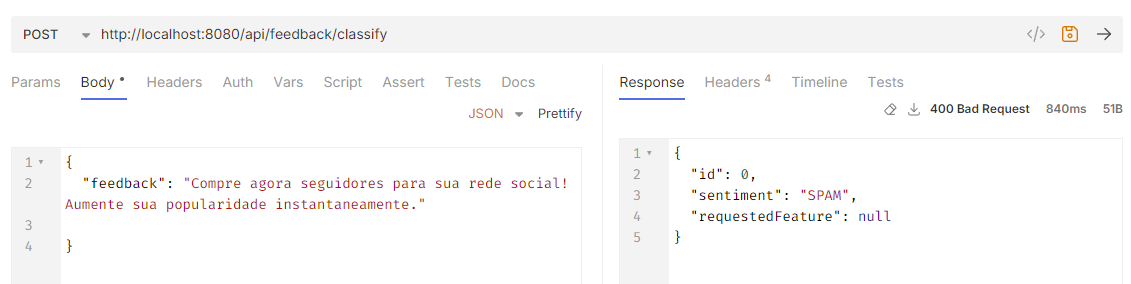 POST http://localhost:8080/api/feedback/classify </>
Params Body Headers Auth Vars Script Assert Tests Docs
JSON Prettify
1 {
2 "feedback": "Compre agora seguidores para sua rede social!
Aumente sua popularidade instantaneamente."
3
4 }
Response Headers 4 Timeline Tests
400 Bad Request 840ms 51B
1 {
2 "id": 0,
3 "sentiment": "SPAM",
4 "requestedFeature": null
5 }